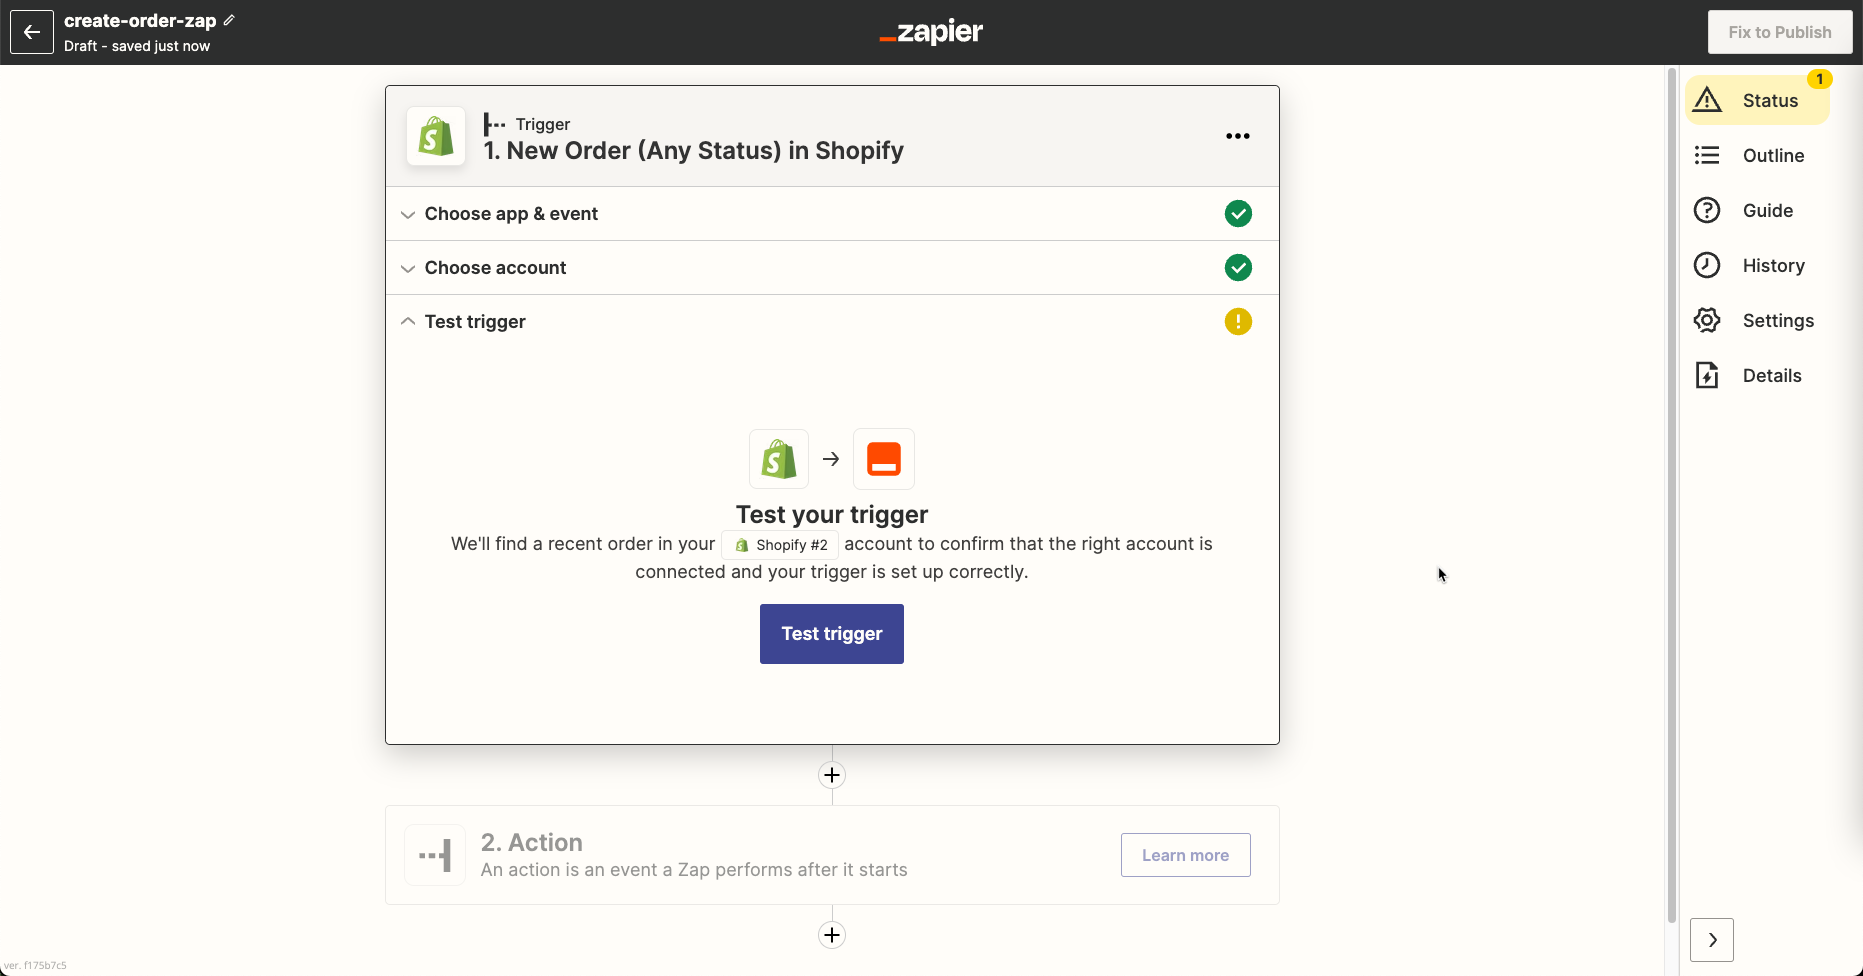 create-order-zap
Draft - saved just now
zapier
Fix to Publish
Trigger
1. New Order (Any Status) in Shopify
Choose app & event
Choose account
Test trigger
Test your trigger
We'll find a recent order in your Shopify #2 account to confirm that the right account is
connected and your trigger is set up correctly.
Test trigger
2. Action
An action is an event a Zap performs after it starts
Learn more
1
Status
Outline
Guide
History
Settings
Details
ver. f175b7c5